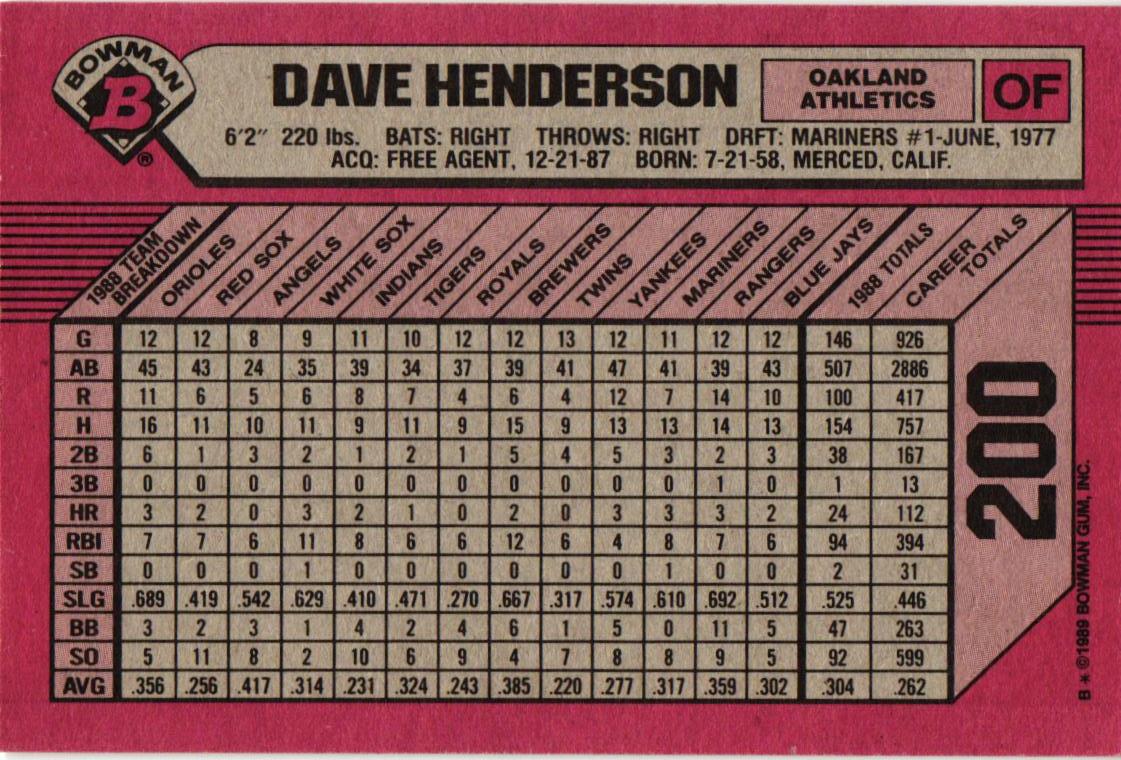 BOWMAN
B
®
DAVE HENDERSON
OAKLAND
ATHLETICS
OF
6'2" 220 lbs. BATS: RIGHT THROWS: RIGHT DRFT: MARINERS #1-JUNE, 1977
ACQ: FREE AGENT, 12-21-87 BORN: 7-21-58, MERCED, CALIF.
1988 TEAM BREAKDOWN ORIOLES RED SOX ANGELS WHITE SOX INDIANS TIGERS ROYALS BREWERS TWINS YANKEES MARINERS RANGERS BLUE JAYS 1988 TOTALS CAREER TOTALS
G 12 12 8 9 11 10 12 12 13 12 11 12 12 146 926
AB 45 43 24 35 39 34 37 39 41 47 41 39 43 507 2886
R 11 6 5 6 8 7 4 6 4 12 7 14 10 100 417
H 16 11 10 11 9 11 9 15 9 13 13 14 13 154 757
2B 6 1 3 2 1 2 1 5 4 5 3 2 3 38 167
3B 0 0 0 0 0 0 0 0 0 0 0 1 0 1 13
HR 3 2 0 3 2 1 0 2 0 3 3 3 2 24 112
RBI 7 7 6 11 8 6 6 12 6 4 8 7 6 94 394
SB 0 0 0 1 0 0 0 0 0 0 1 0 0 2 31
SLG .689 .419 .542 .629 .410 .471 .270 .667 .317 .574 .610 .692 .512 .525 .446
BB 3 2 3 1 4 2 4 6 1 5 0 11 5 47 263
SO 5 11 8 2 10 6 9 4 7 8 8 9 5 92 599
AVG .356 .256 .417 .314 .231 .324 .243 .385 .220 .277 .317 .359 .302 .304 .262
200
B * ©1989 BOWMAN GUM, INC.